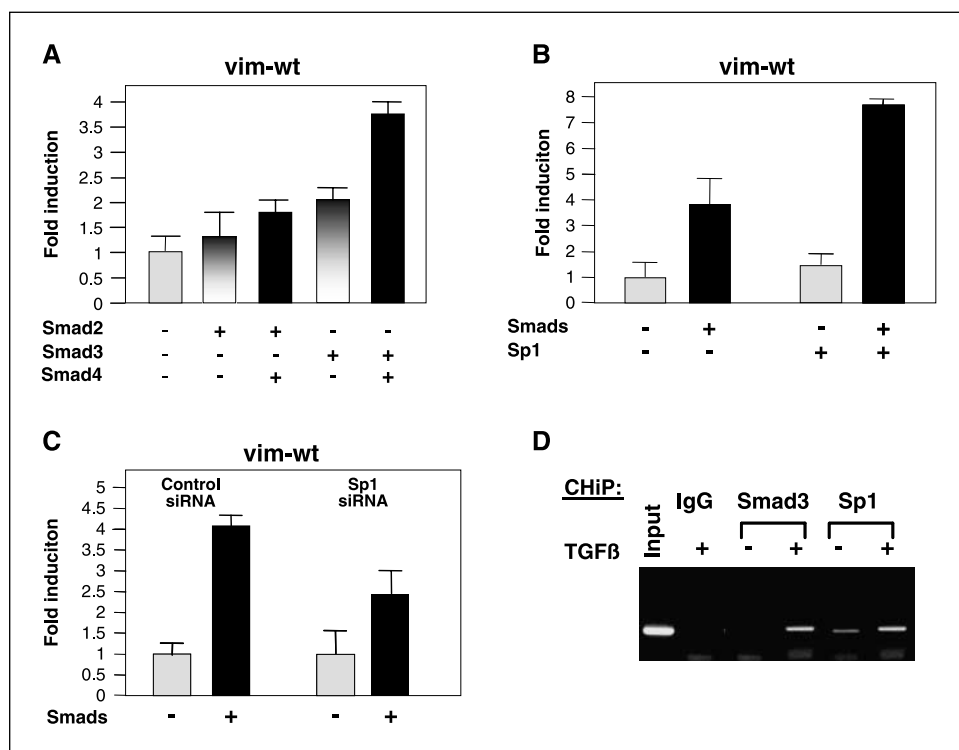 A
vim-wt
Fold induction
4
3.5
3
2.5
2
1.5
1
0.5
0
Smad2 - + + - -
Smad3 - - - + +
Smad4 - - + - +
B
vim-wt
Fold induciton
8
7
6
5
4
3
2
1
0
Smads - + - +
Sp1 - - + +
C
vim-wt
Fold induciton
5
4.5
4
3.5
3
2.5
2
1.5
1
0.5
0
Control
siRNA
Sp1
siRNA
Smads - + - +
D
CHiP:
Input
IgG Smad3 Sp1
TGFß + - + - +